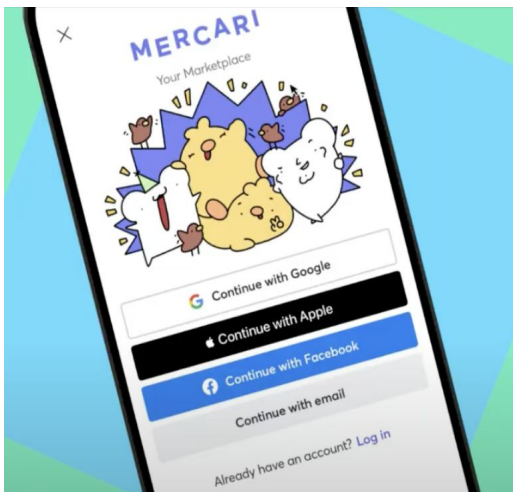 MERCARI
Your Marketplace
Continue with Google
Continue with Apple
Continue with Facebook
Continue with email
Already have an account? Log in